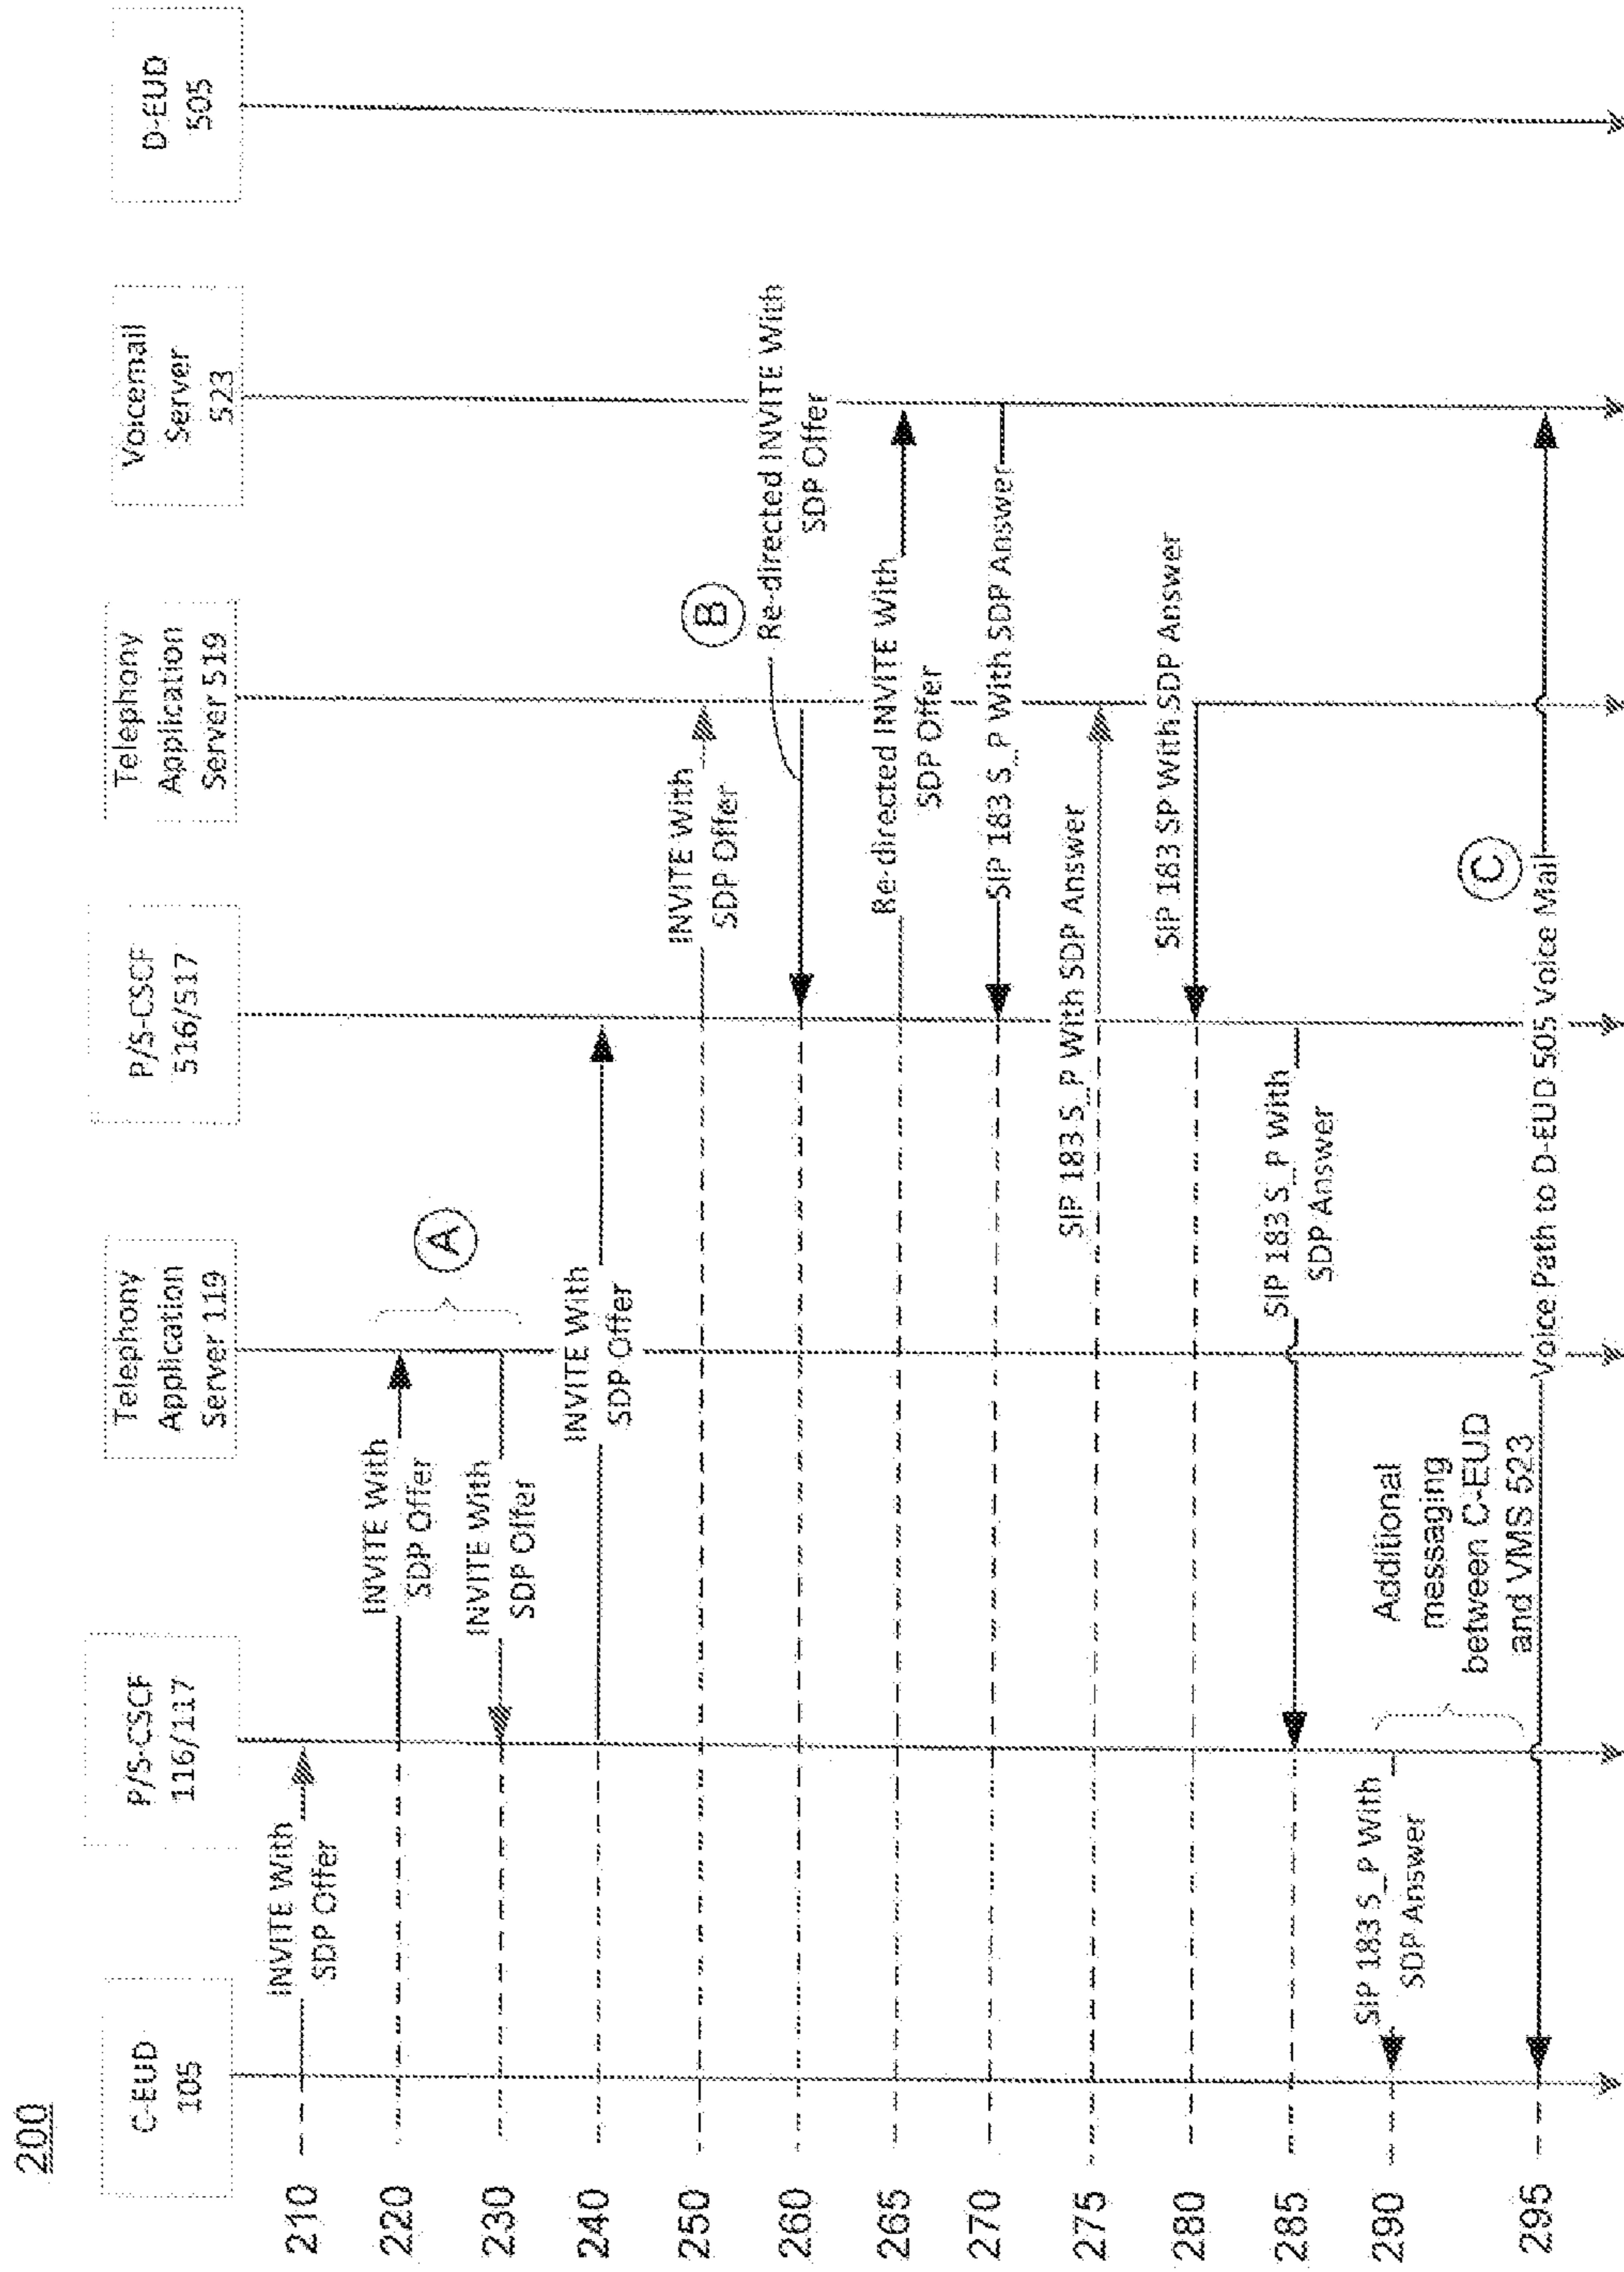 200
C-EUD
105
P/S-CSCF
116/117
Telephony
Application
Server 119
P/S-CSCF
516/517
Telephony
Application
Server 519
Voicemail
Server
523
D-EUD
505
210
INVITE With
SDP Offer
220
INVITE With
SDP Offer
A
230
INVITE With
SDP Offer
240
INVITE With
SDP Offer
250
INVITE With
SDP Offer
B
260
Re-directed INVITE With
SDP Offer
265
Re-directed INVITE With
SDP Offer
270
SIP 183 S_P With SDP Answer
275
SIP 183 S_P With SDP Answer
280
SIP 183 SP With SDP Answer
285
SIP 183 S_P With
SDP Answer
290
SIP 183 S_P With
SDP Answer
Additional
messaging
between C-EUD
and VMS 523
C
295
Voice Path to D-EUD 505 Voice Mail